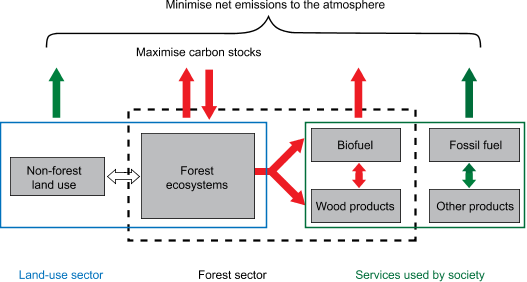 Minimise net emissions to the atmosphere
Maximise carbon stocks
Non-forest
land use
Forest
ecosystems
Biofuel
Fossil fuel
Wood products
Other products
Land-use sector
Forest sector
Services used by society